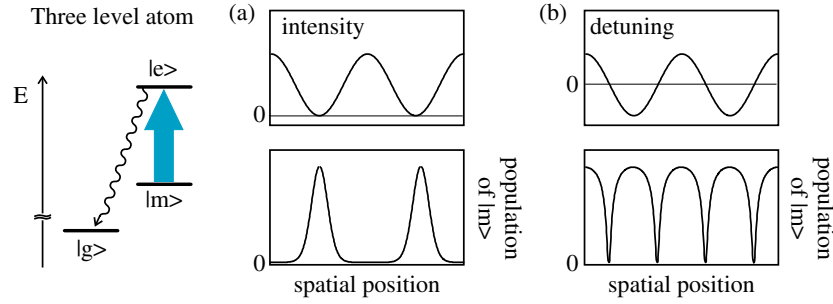 Three level atom
E
|e>
|m>
|g>
(a)
intensity
0
0
population
of |m>
spatial position
(b)
detuning
0
0
population
of |m>
spatial position